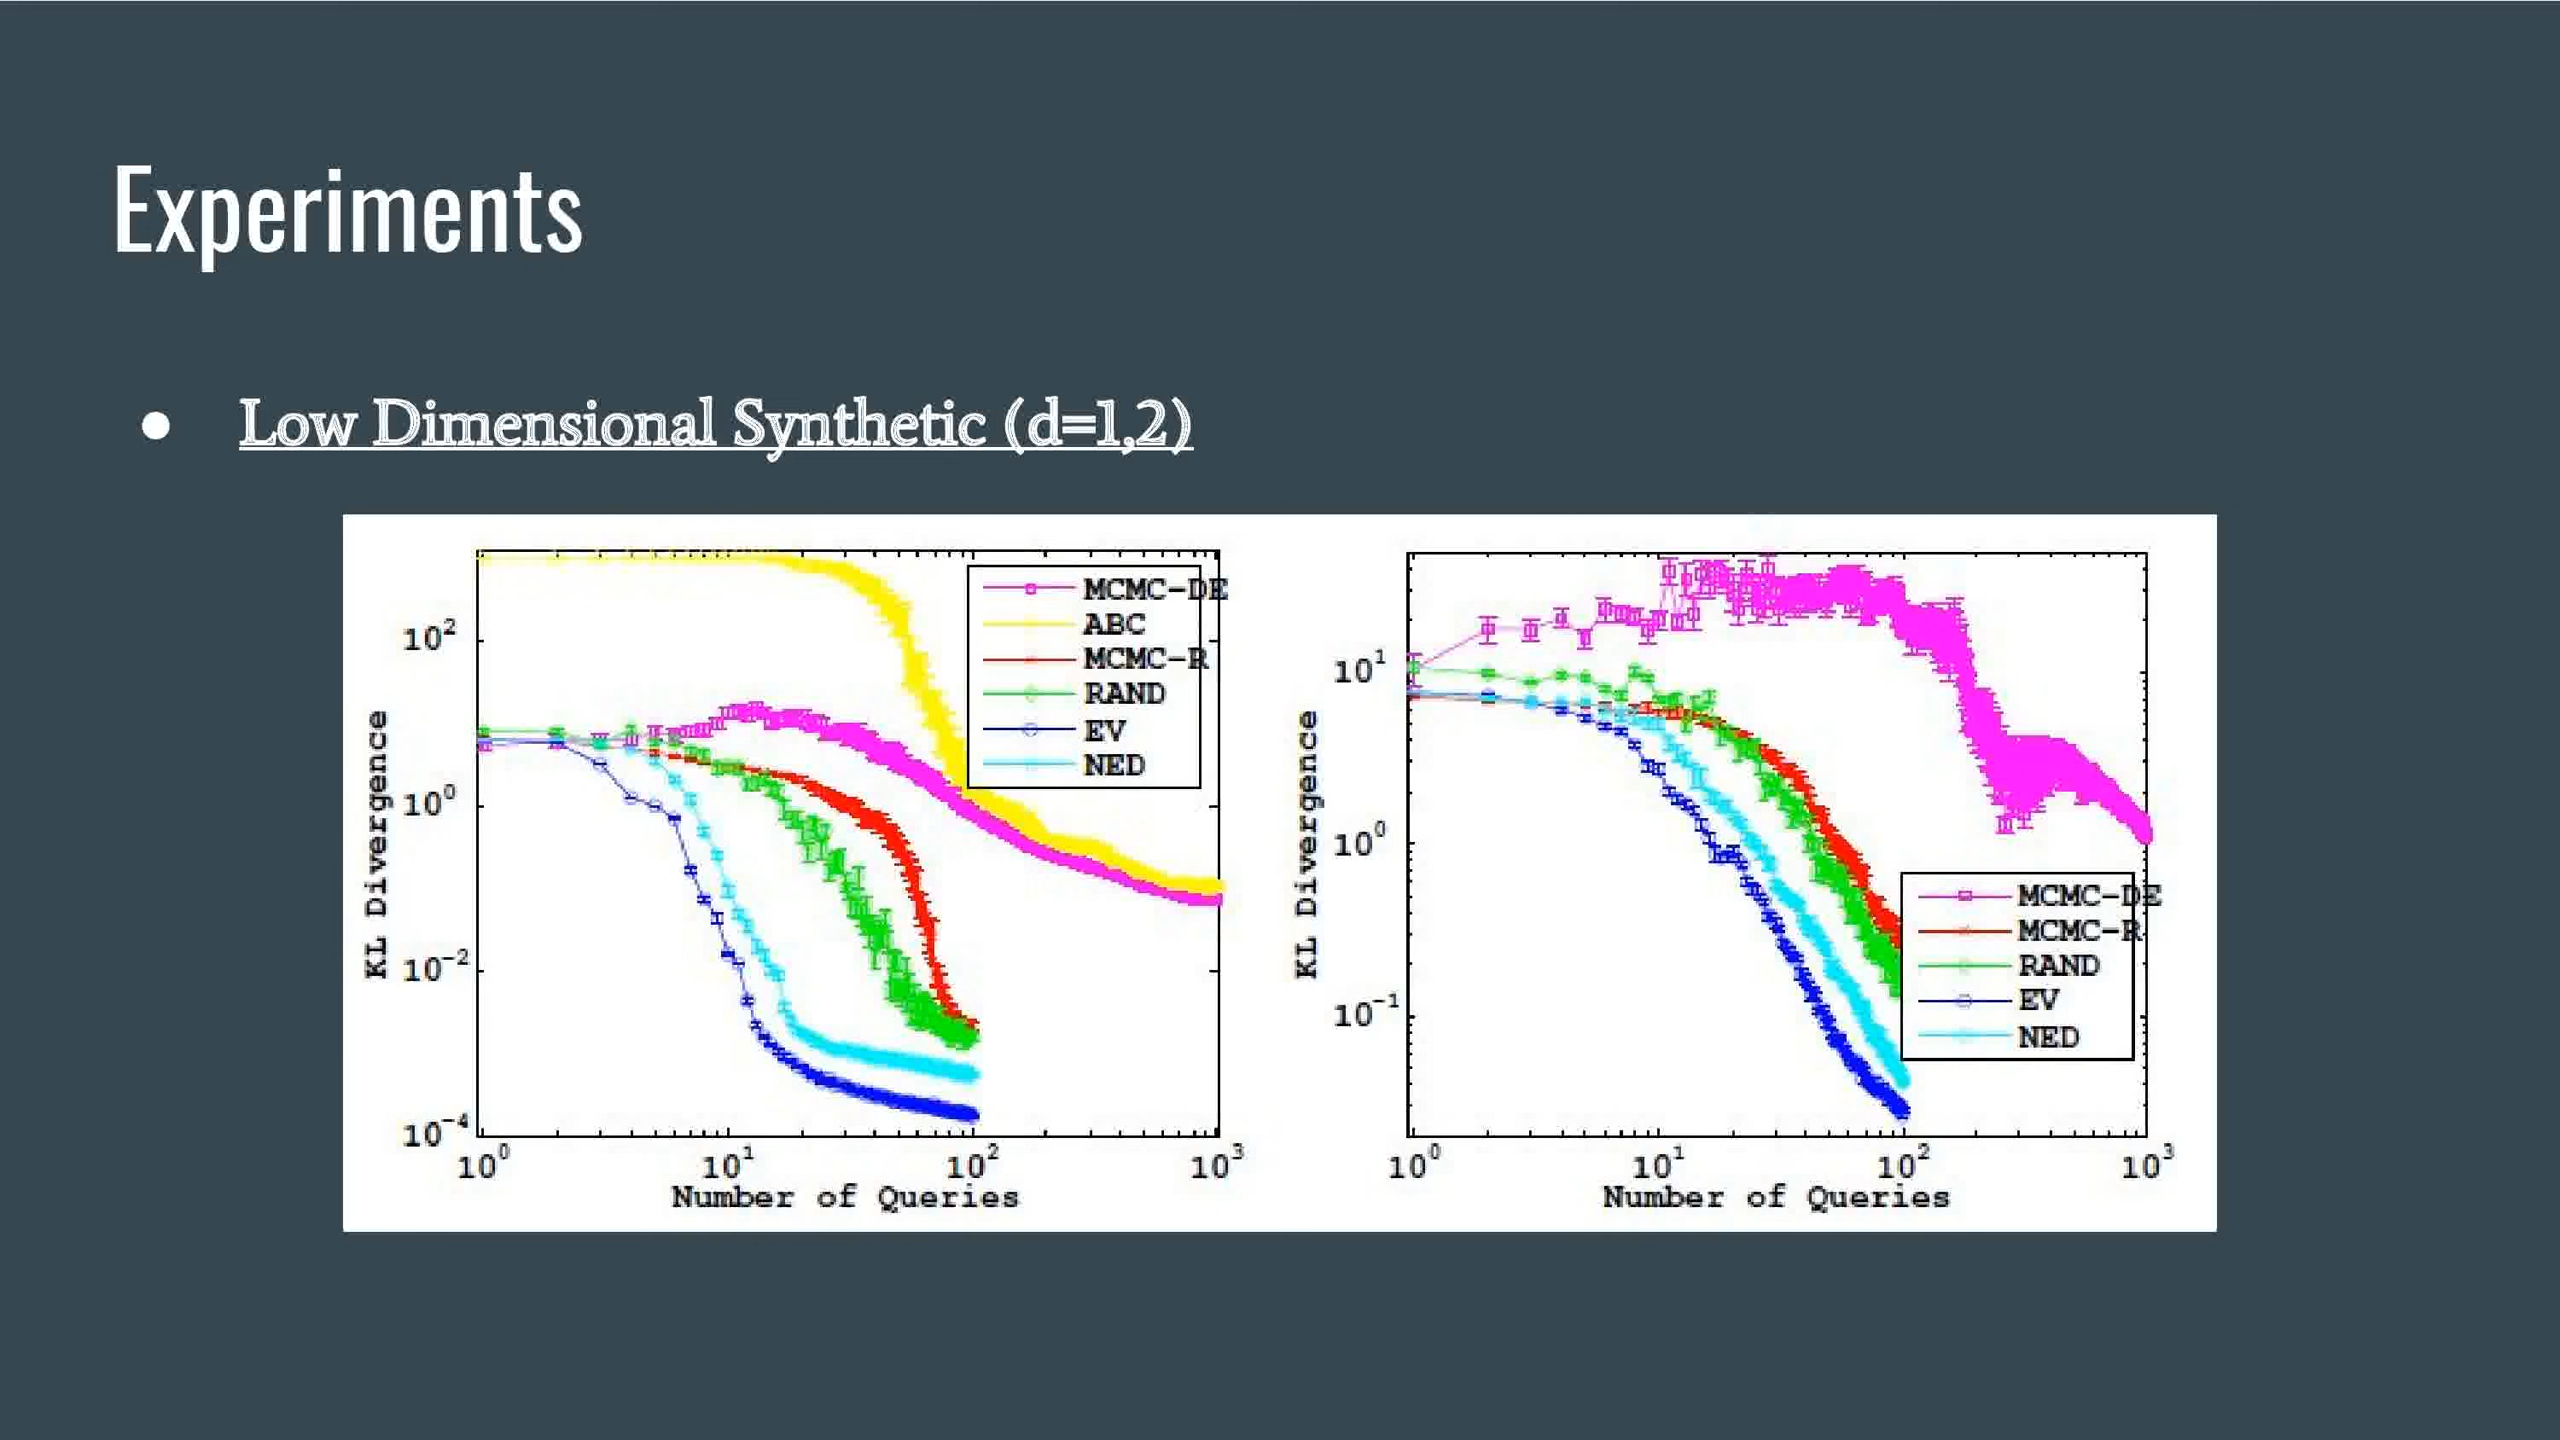 Experiments
● Low Dimensional Synthetic (d=1,2)
MCMC-DE
ABC
MCMC-R
RAND
EV
NED
10²
10⁰
10⁻²
10⁻⁴
KL Divergence
10⁰ 10¹ 10² 10³
Number of Queries
10¹
10⁰
10⁻¹
KL Divergence
MCMC-DE
MCMC-R
RAND
EV
NED
10⁰ 10¹ 10² 10³
Number of Queries